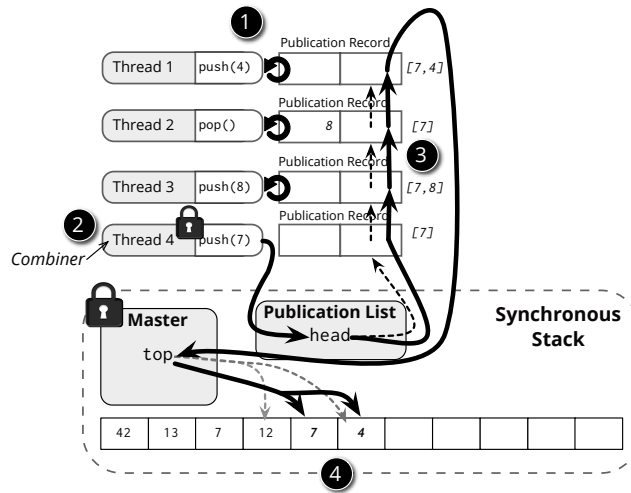 1
Publication Record
Thread 1 push(4) [7,4]
Publication Record
Thread 2 pop() 8 [7]
3
Publication Record
Thread 3 push(8) [7,8]
2
Publication Record
Thread 4 push(7) [7]
Combiner
Master
Publication List
head
Synchronous
Stack
top
42 13 7 12 7 4
4